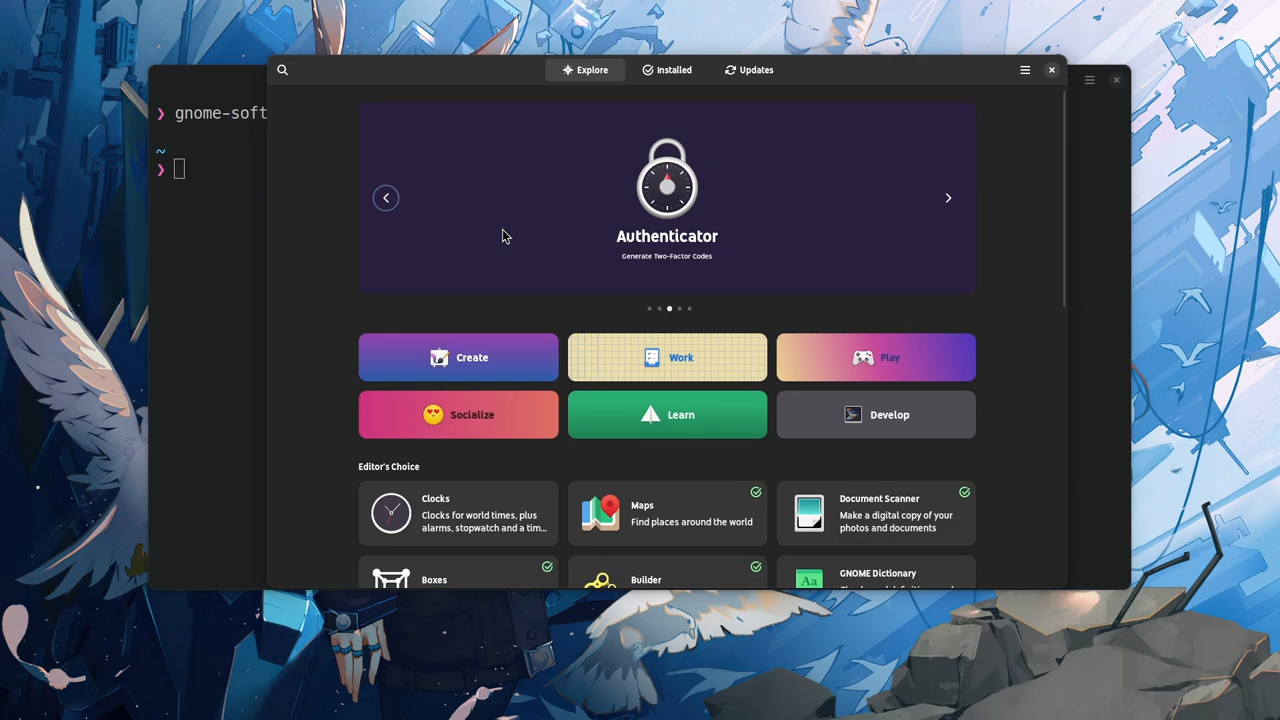 Explore
Installed
Updates
❯ gnome-soft
~
❯
Authenticator
Generate Two-Factor Codes
Create
Work
Play
Socialize
Learn
Develop
Editor's Choice
Clocks
Clocks for world times, plus
alarms, stopwatch and a tim…
Maps
Find places around the world
Document Scanner
Make a digital copy of your
photos and documents
Boxes
Builder
Aa
GNOME Dictionary